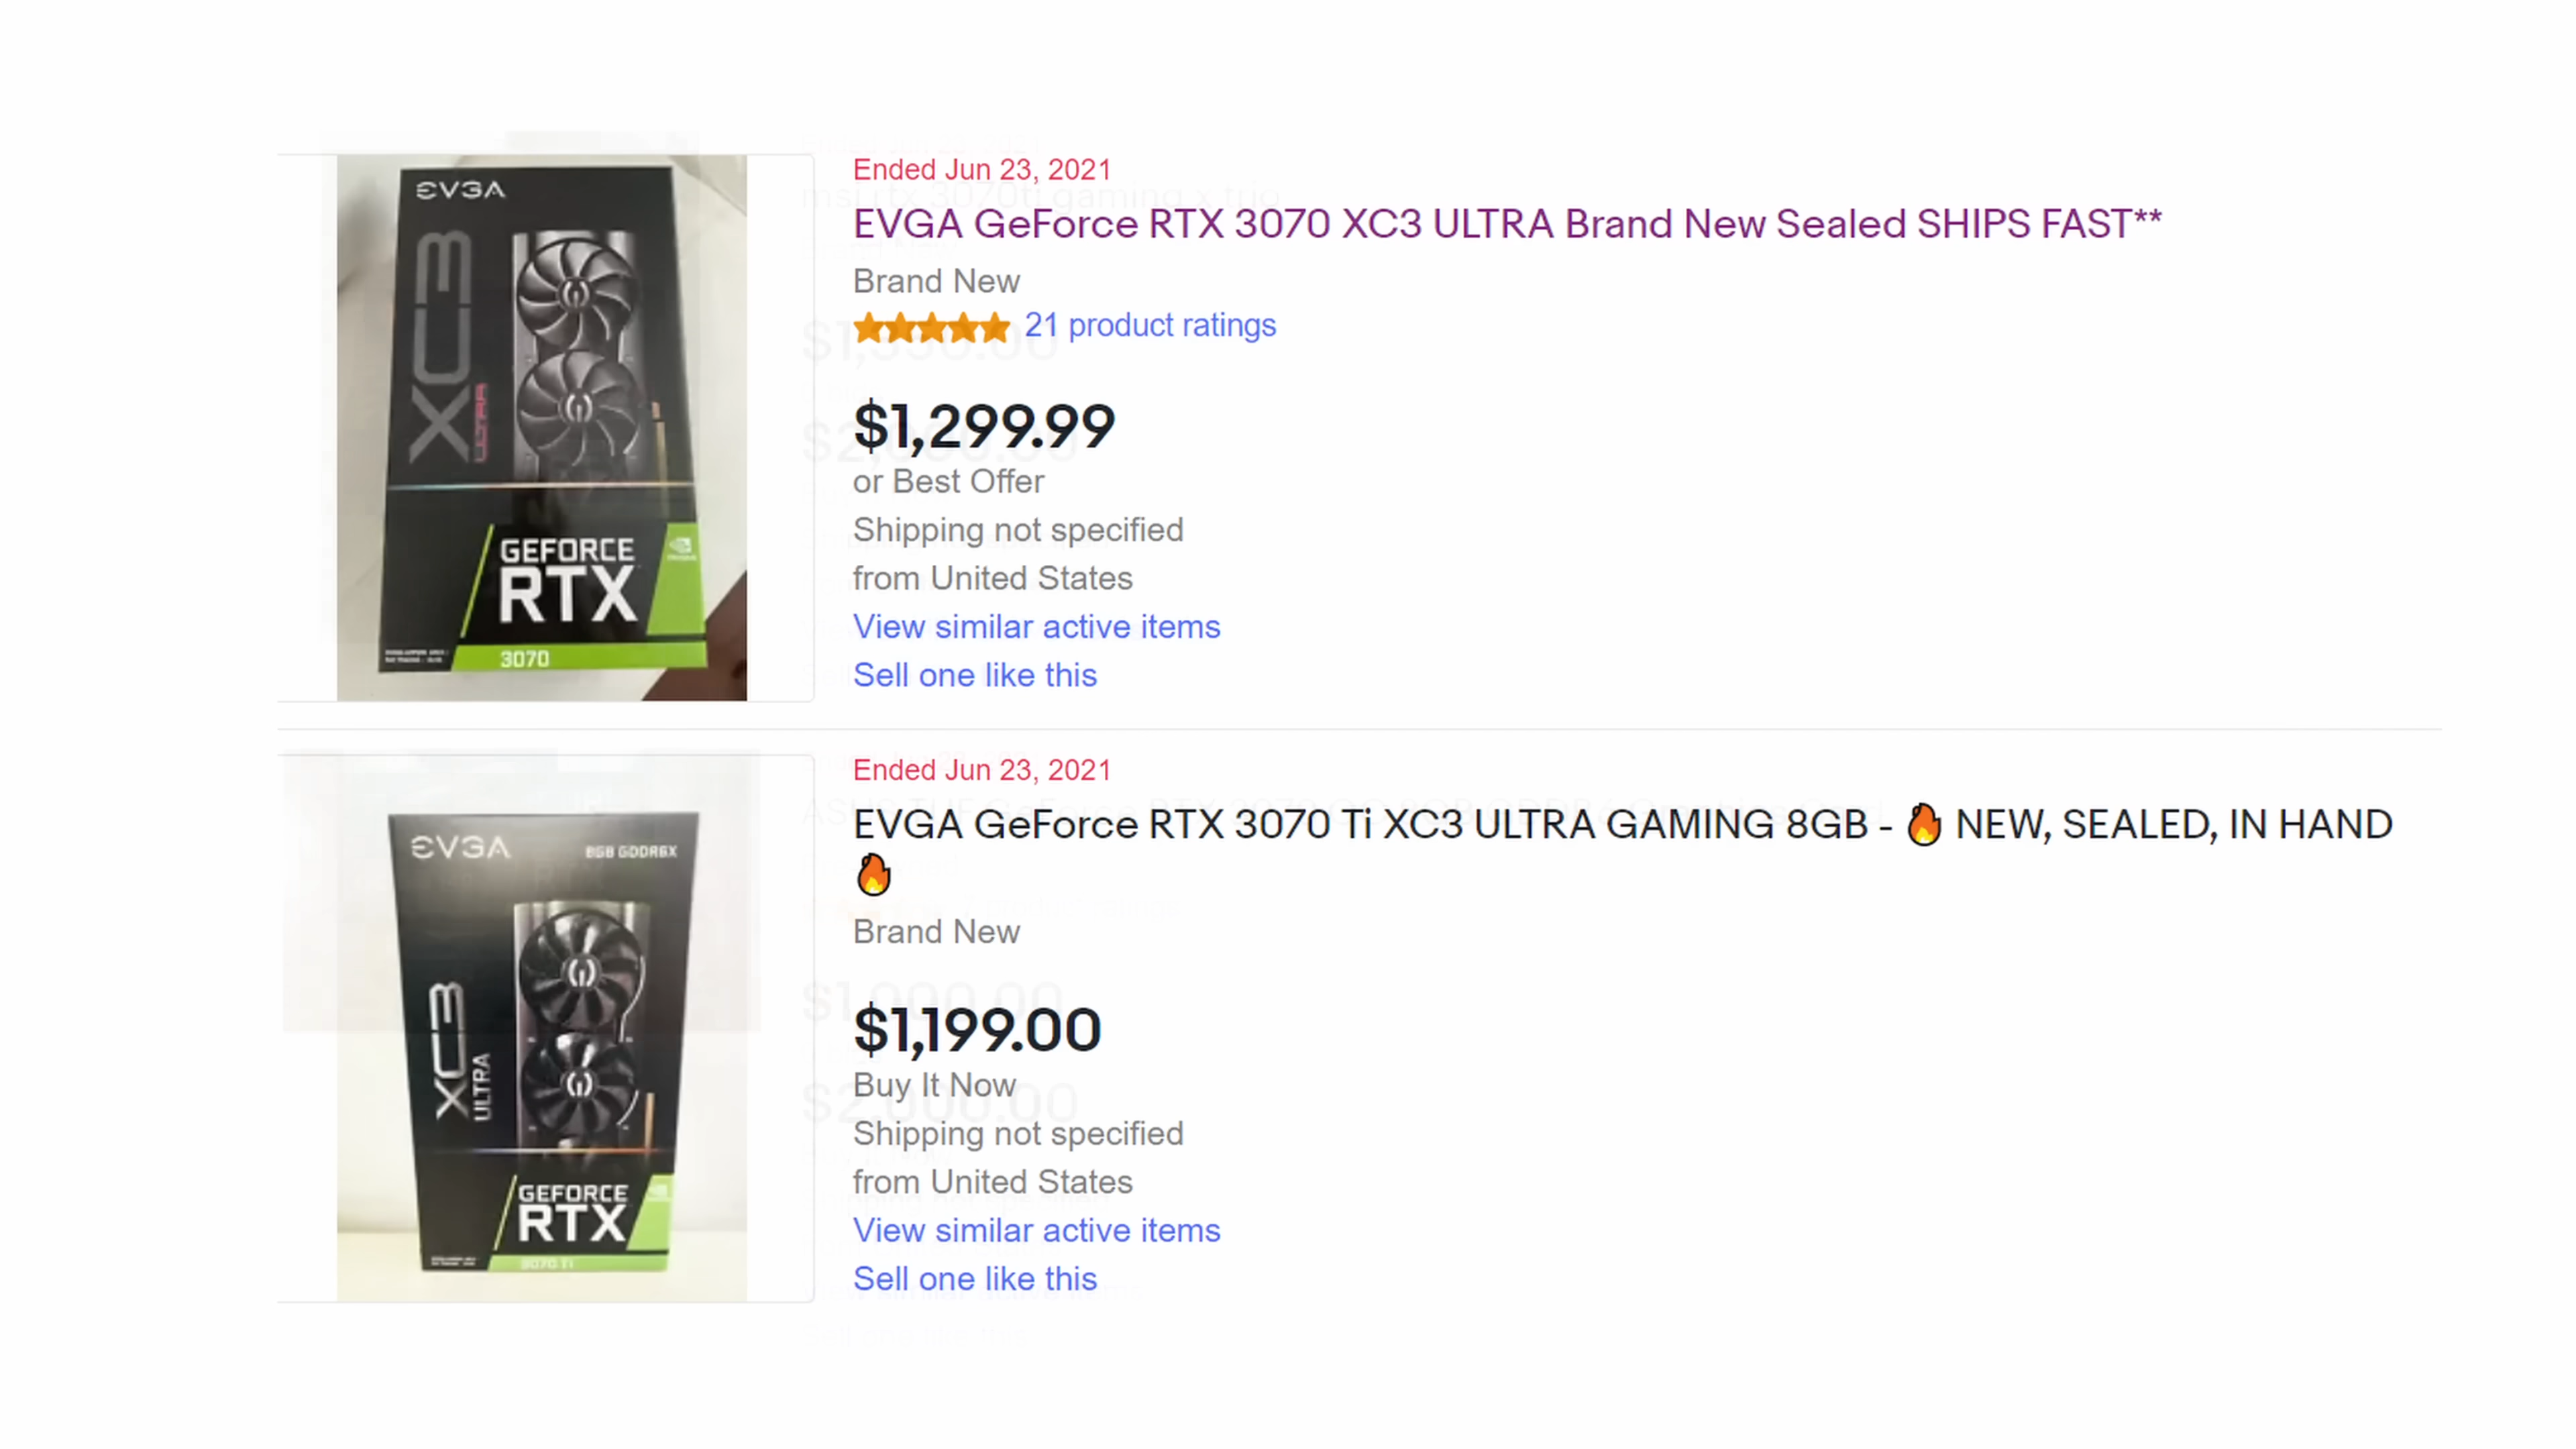 EVGA
XC3
ULTRA
GEFORCE
RTX
3070
Ended Jun 23, 2021
EVGA GeForce RTX 3070 XC3 ULTRA Brand New Sealed SHIPS FAST**
Brand New
21 product ratings
$1,299.99
or Best Offer
Shipping not specified
from United States
View similar active items
Sell one like this
EVGA
8GB GDDR6X
XC3
ULTRA
GEFORCE
RTX
3070 Ti
Ended Jun 23, 2021
EVGA GeForce RTX 3070 Ti XC3 ULTRA GAMING 8GB - 🔥 NEW, SEALED, IN HAND
🔥
Brand New
$1,199.00
Buy It Now
Shipping not specified
from United States
View similar active items
Sell one like this